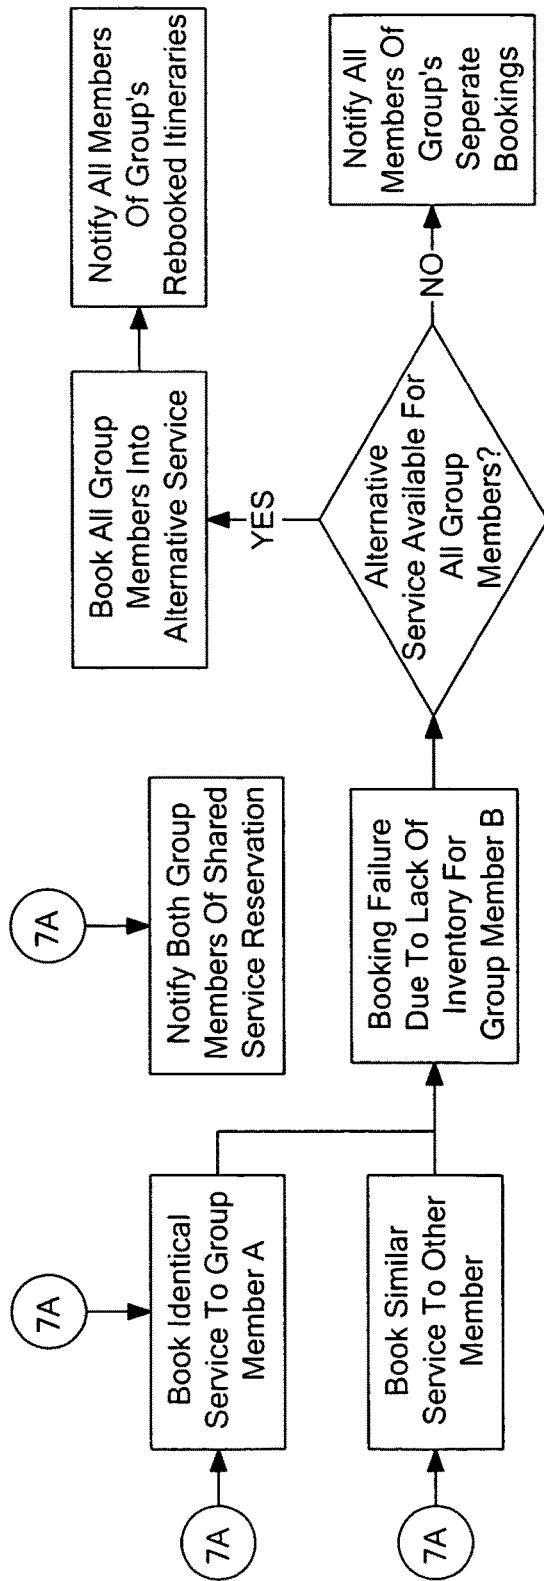 7A
7A
Book Identical
Service To Group
Member A
7A
Book Similar
Service To Other
Member
7A
Notify Both Group
Members Of Shared
Service Reservation
Booking Failure
Due To Lack Of
Inventory For
Group Member B
Book All Group
Members Into
Alternative Service
Notify All Members
Of Group's
Rebooked Itineraries
YES
Alternative
Service Available For
All Group
Members?
NO
Notify All
Members Of
Group's
Seperate
Bookings